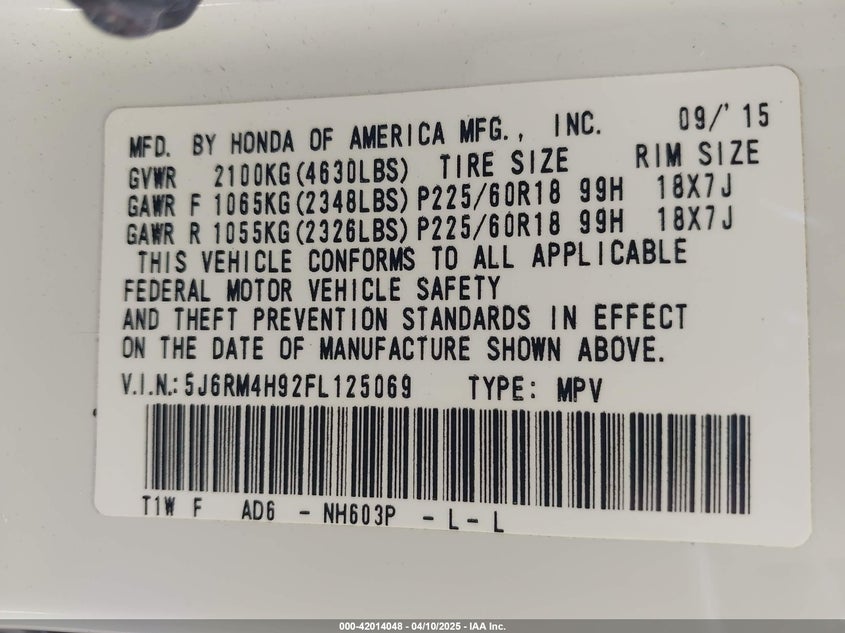 MFD. BY HONDA OF AMERICA MFG., INC. 09/'15
GVWR 2100KG(4630LBS) TIRE SIZE RIM SIZE
GAWR F 1065KG(2348LBS) P225/60R18 99H 18X7J
GAWR R 1055KG(2326LBS) P225/60R18 99H 18X7J
THIS VEHICLE CONFORMS TO ALL APPLICABLE
FEDERAL MOTOR VEHICLE SAFETY
AND THEFT PREVENTION STANDARDS IN EFFECT
ON THE DATE OF MANUFACTURE SHOWN ABOVE.
V.I.N.: 5J6RM4H92FL125069 TYPE: MPV
T1W F AD6 - NH603P - L - L
000-42014048 - 04/10/2025 - IAA Inc.